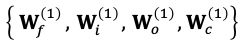 { W_f^(1), W_i^(1), W_o^(1), W_c^(1) }